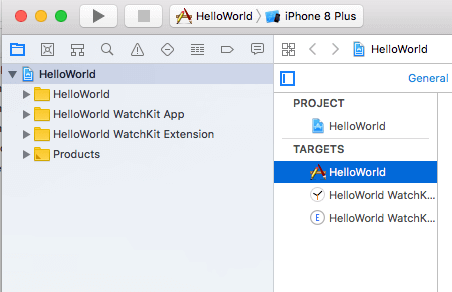 HelloWorld iPhone 8 Plus
HelloWorld
HelloWorld
General
HelloWorld
HelloWorld WatchKit App
HelloWorld WatchKit Extension
Products
PROJECT
HelloWorld
TARGETS
HelloWorld
HelloWorld WatchK...
E HelloWorld WatchK...